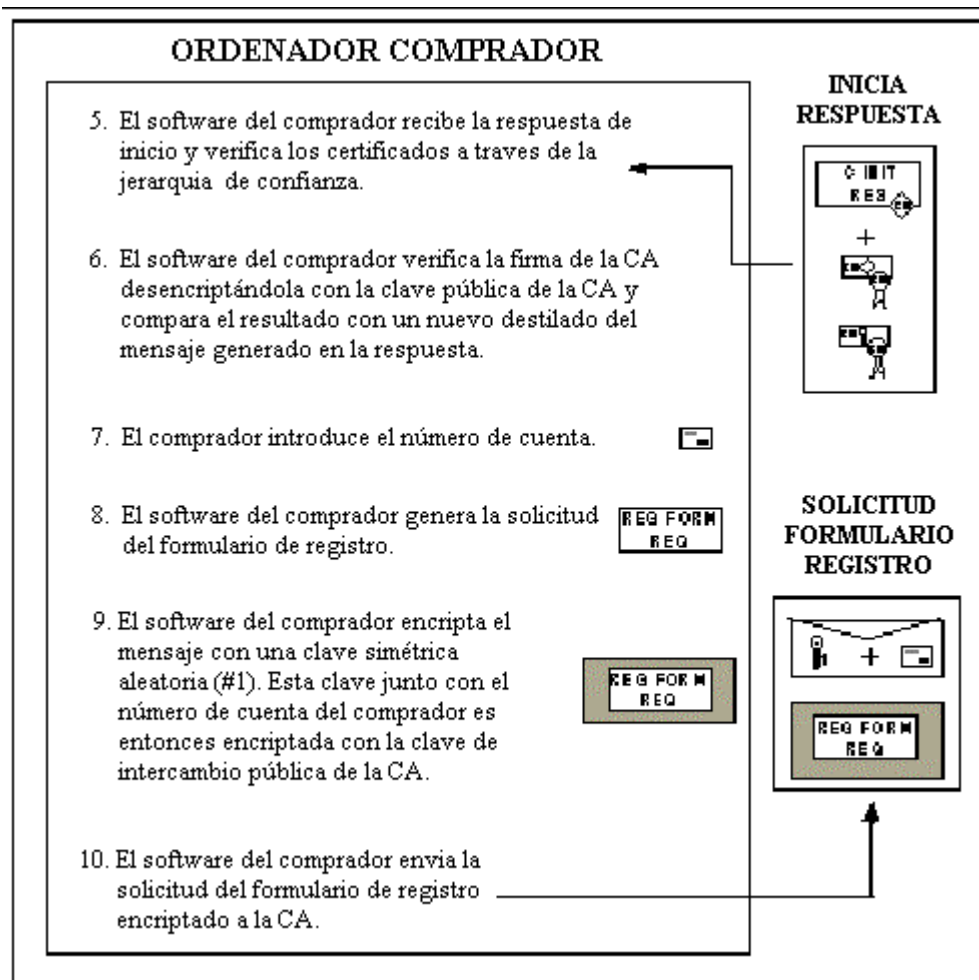 ORDENADOR COMPRADOR
5. El software del comprador recibe la respuesta de
inicio y verifica los certificados a traves de la
jerarquia de confianza.
6. El software del comprador verifica la firma de la CA
desencriptándola con la clave pública de la CA y
compara el resultado con un nuevo destilado del
mensaje generado en la respuesta.
7. El comprador introduce el número de cuenta.
8. El software del comprador genera la solicitud
del formulario de registro.
REG FORM
REQ
9. El software del comprador encripta el
mensaje con una clave simétrica
aleatoria (#1). Esta clave junto con el
número de cuenta del comprador es
entonces encriptada con la clave de
intercambio pública de la CA.
REG FORM
REQ
10. El software del comprador envia la
solicitud del formulario de registro
encriptado a la CA.
INICIA
RESPUESTA
C INIT
RES
+
SOLICITUD
FORMULARIO
REGISTRO
+
REG FORM
REQ